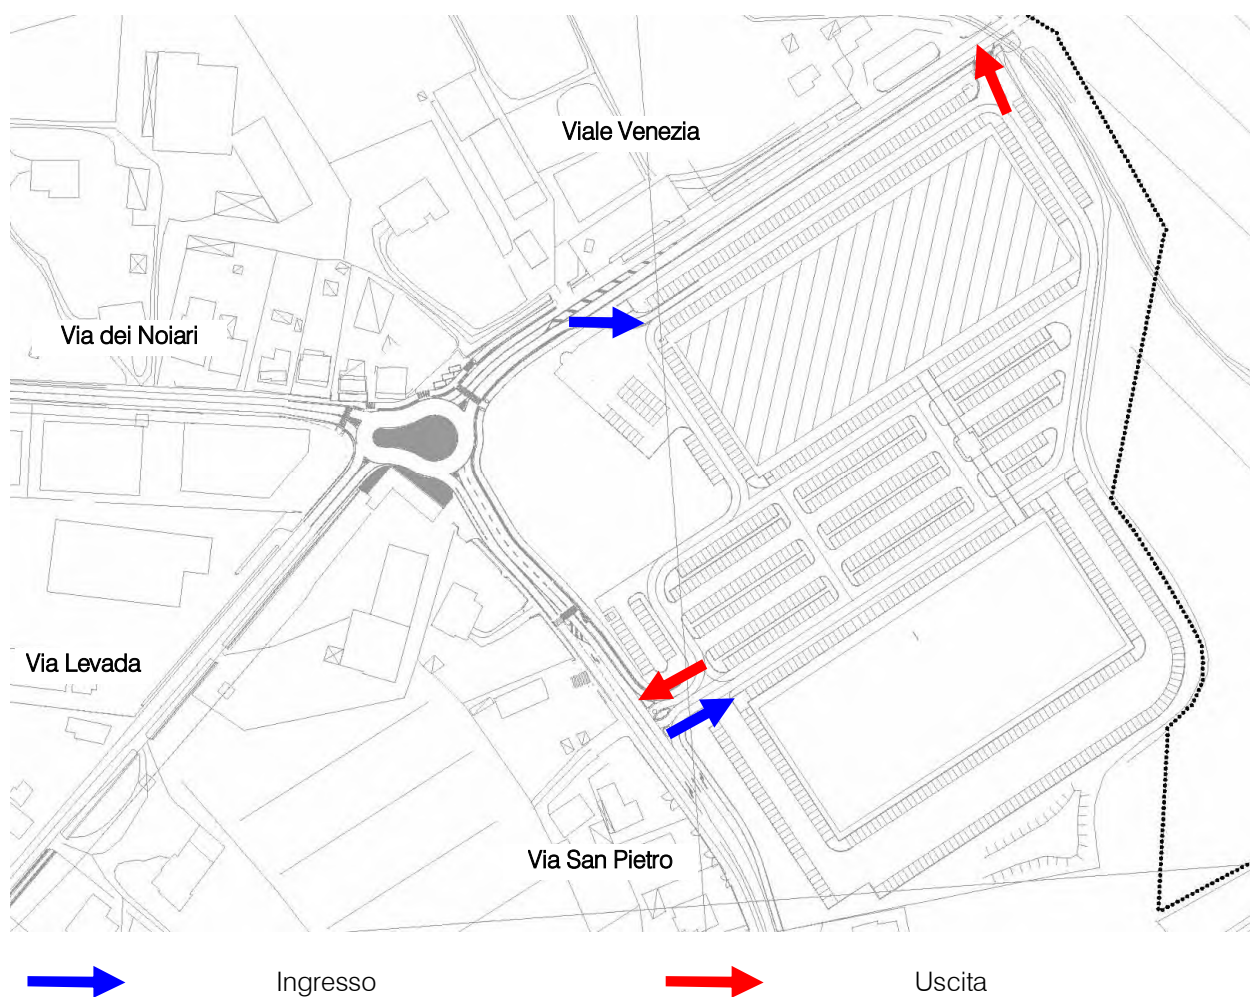 Viale Venezia
Via dei Noiari
Via Levada
Via San Pietro
Ingresso
Uscita